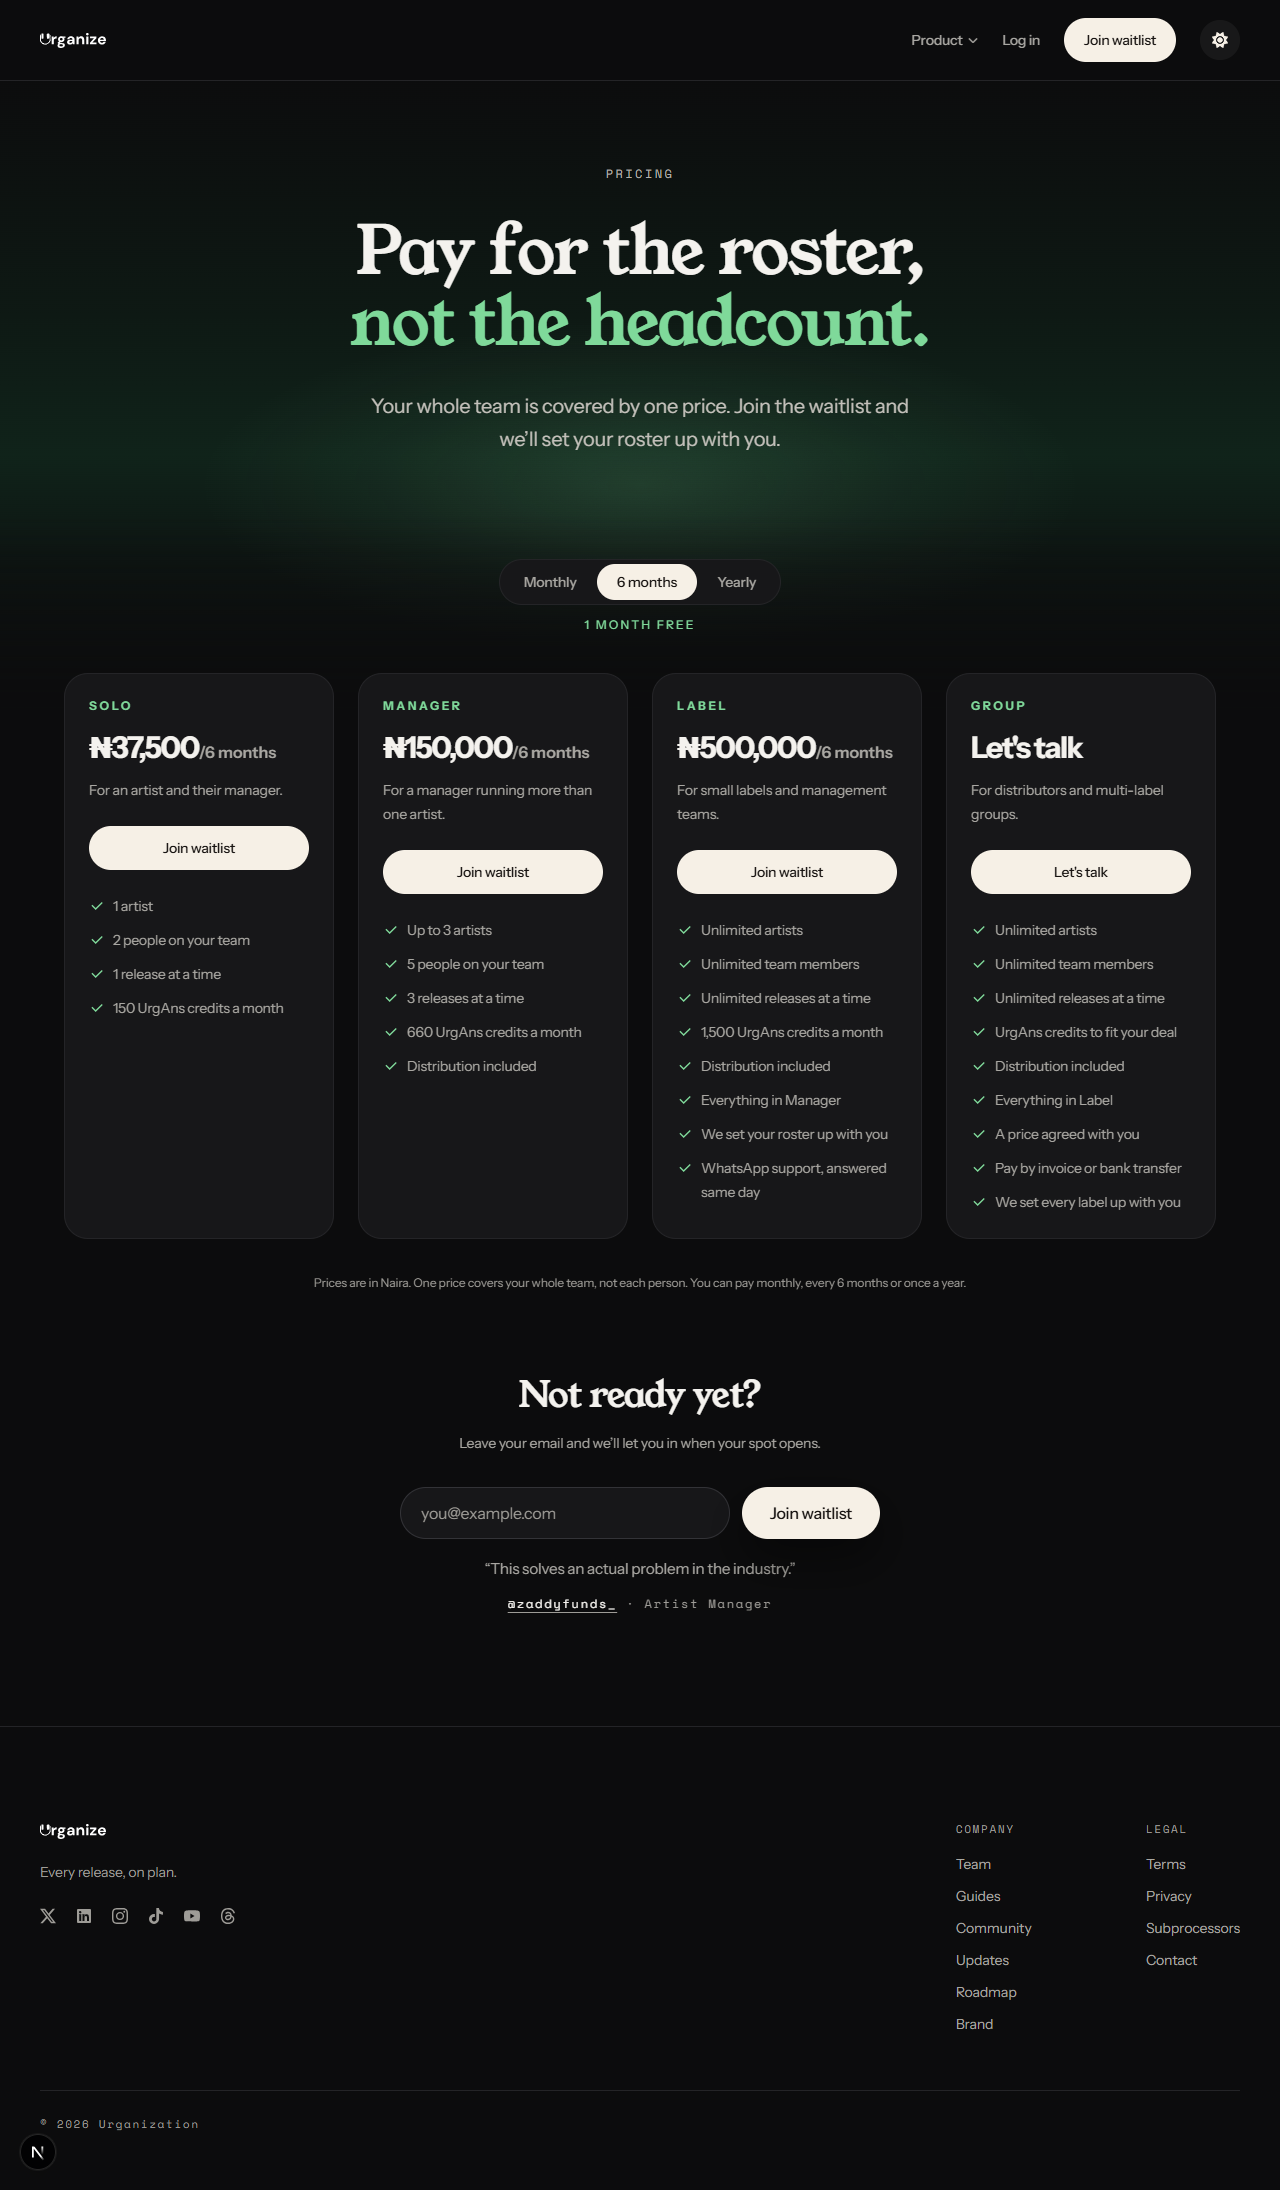 Urganize
Product
Log in
Join waitlist
PRICING
Pay for the roster,
not the headcount.
Your whole team is covered by one price. Join the waitlist and
we’ll set your roster up with you.
Monthly
6 months
Yearly
1 MONTH FREE
SOLO
₦37,500/6 months
For an artist and their manager.
Join waitlist
1 artist
2 people on your team
1 release at a time
150 UrgAns credits a month
MANAGER
₦150,000/6 months
For a manager running more than
one artist.
Join waitlist
Up to 3 artists
5 people on your team
3 releases at a time
660 UrgAns credits a month
Distribution included
LABEL
₦500,000/6 months
For small labels and management
teams.
Join waitlist
Unlimited artists
Unlimited team members
Unlimited releases at a time
1,500 UrgAns credits a month
Distribution included
Everything in Manager
We set your roster up with you
WhatsApp support, answered
same day
GROUP
Let's talk
For distributors and multi-label
groups.
Let's talk
Unlimited artists
Unlimited team members
Unlimited releases at a time
UrgAns credits to fit your deal
Distribution included
Everything in Label
A price agreed with you
Pay by invoice or bank transfer
We set every label up with you
Prices are in Naira. One price covers your whole team, not each person. You can pay monthly, every 6 months or once a year.
Not ready yet?
Leave your email and we’ll let you in when your spot opens.
you@example.com
Join waitlist
“This solves an actual problem in the industry.”
@zaddyfunds_ · Artist Manager
Urganize
Every release, on plan.
COMPANY
Team
Guides
Community
Updates
Roadmap
Brand
LEGAL
Terms
Privacy
Subprocessors
Contact
© 2026 Urganization
N